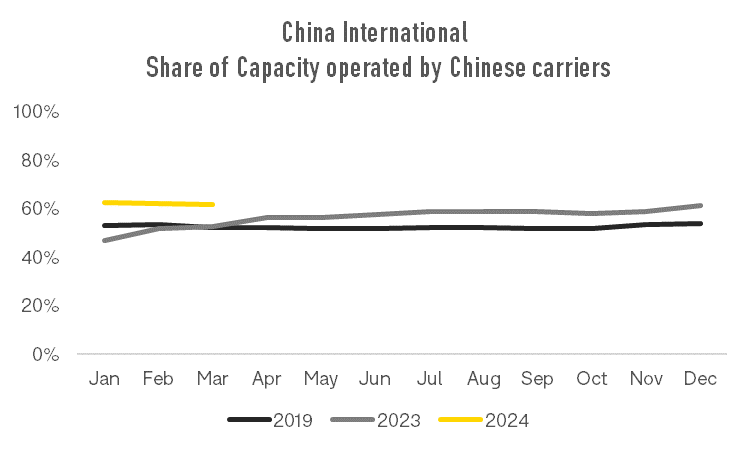 China International
Share of Capacity operated by Chinese carriers
100%
80%
60%
40%
20%
0%
Jan Feb Mar Apr May Jun Jul Aug Sep Oct Nov Dec
2019 2023 2024